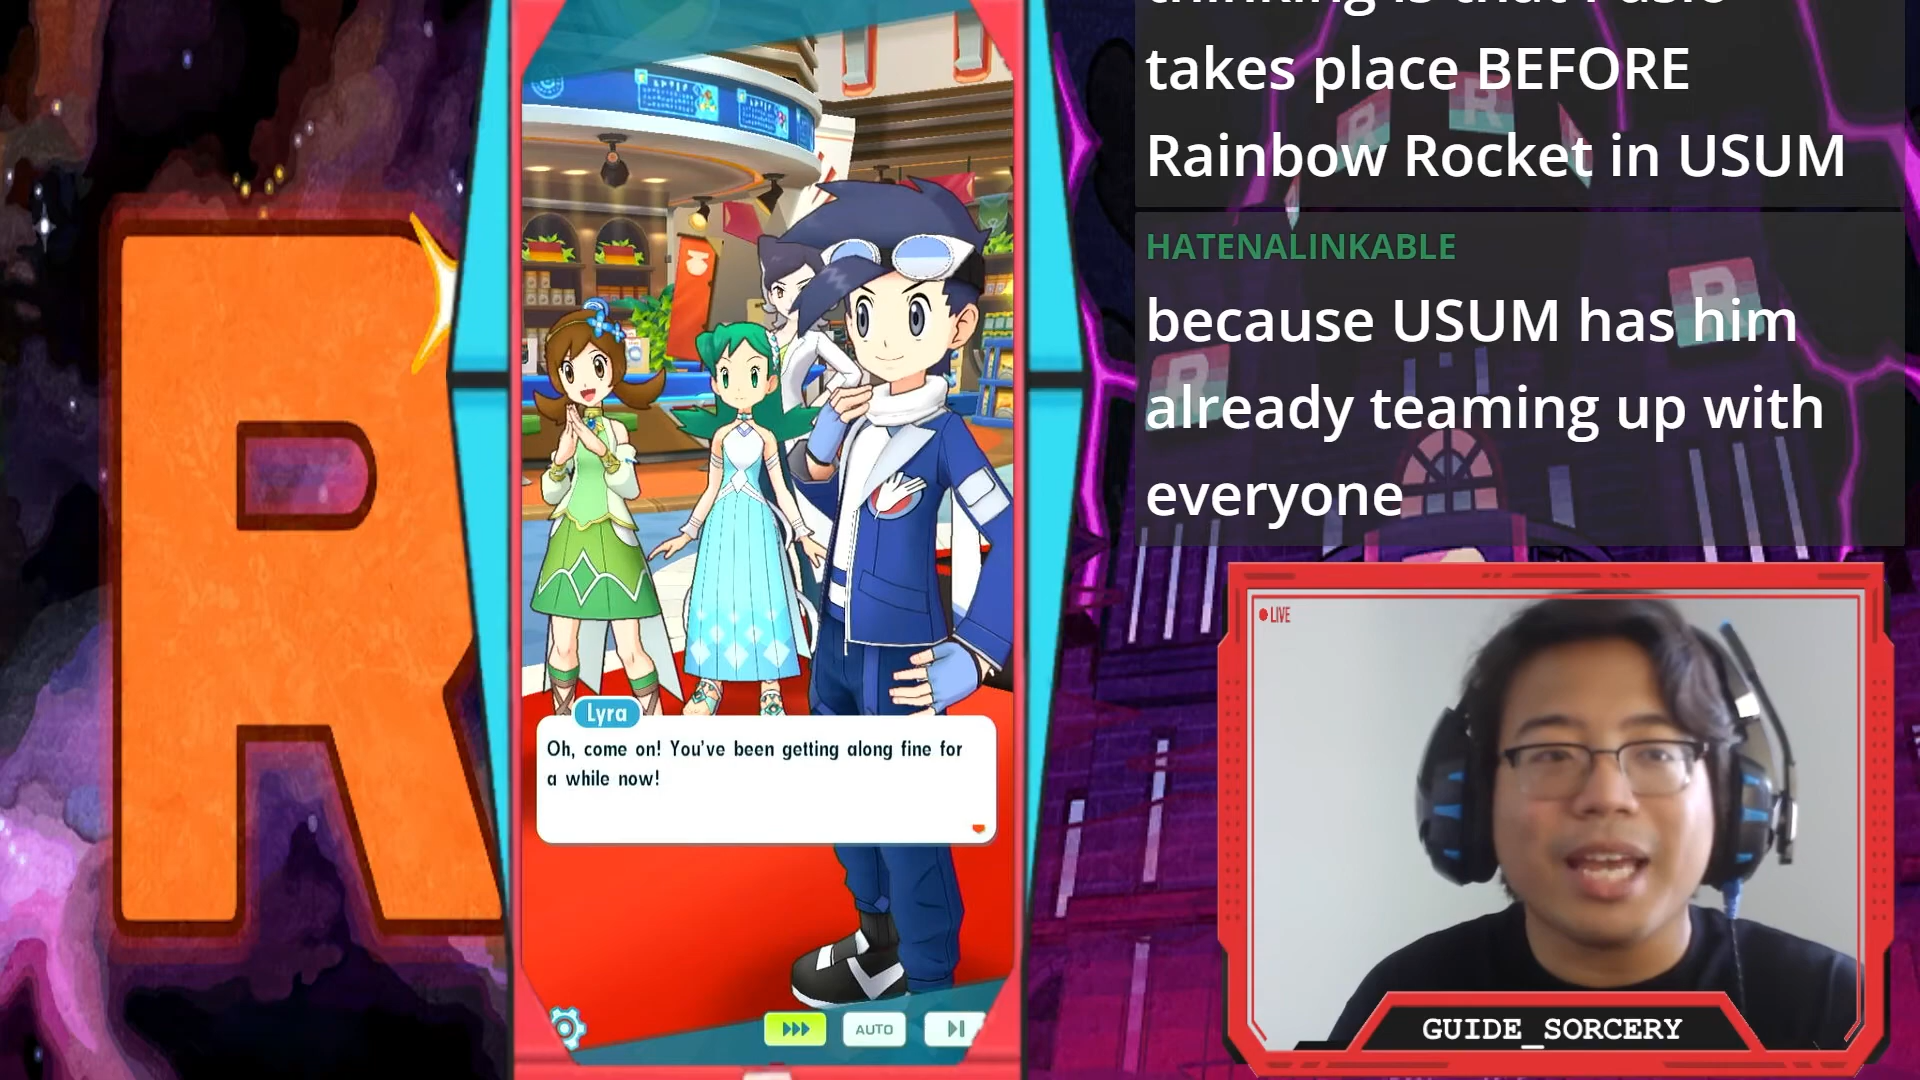 takes place BEFORE
Rainbow Rocket in USUM
HATENALINKABLE
because USUM has him
already teaming up with
everyone
R
R
R
R
R
Lyra
Oh, come on! You've been getting along fine for
a while now!
AUTO
LIVE
GUIDE_SORCERY